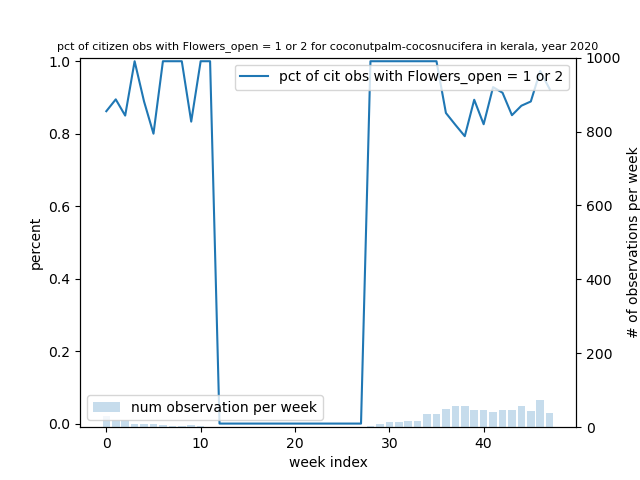 pct of citizen obs with Flowers_open = 1 or 2 for coconutpalm-cocosnucifera in kerala, year 2020
pct of cit obs with Flowers_open = 1 or 2
num observation per week
percent
1.0
0.8
0.6
0.4
0.2
0.0
0 10 20 30 40
week index
1000
800
600
400
200
0
# of observations per week